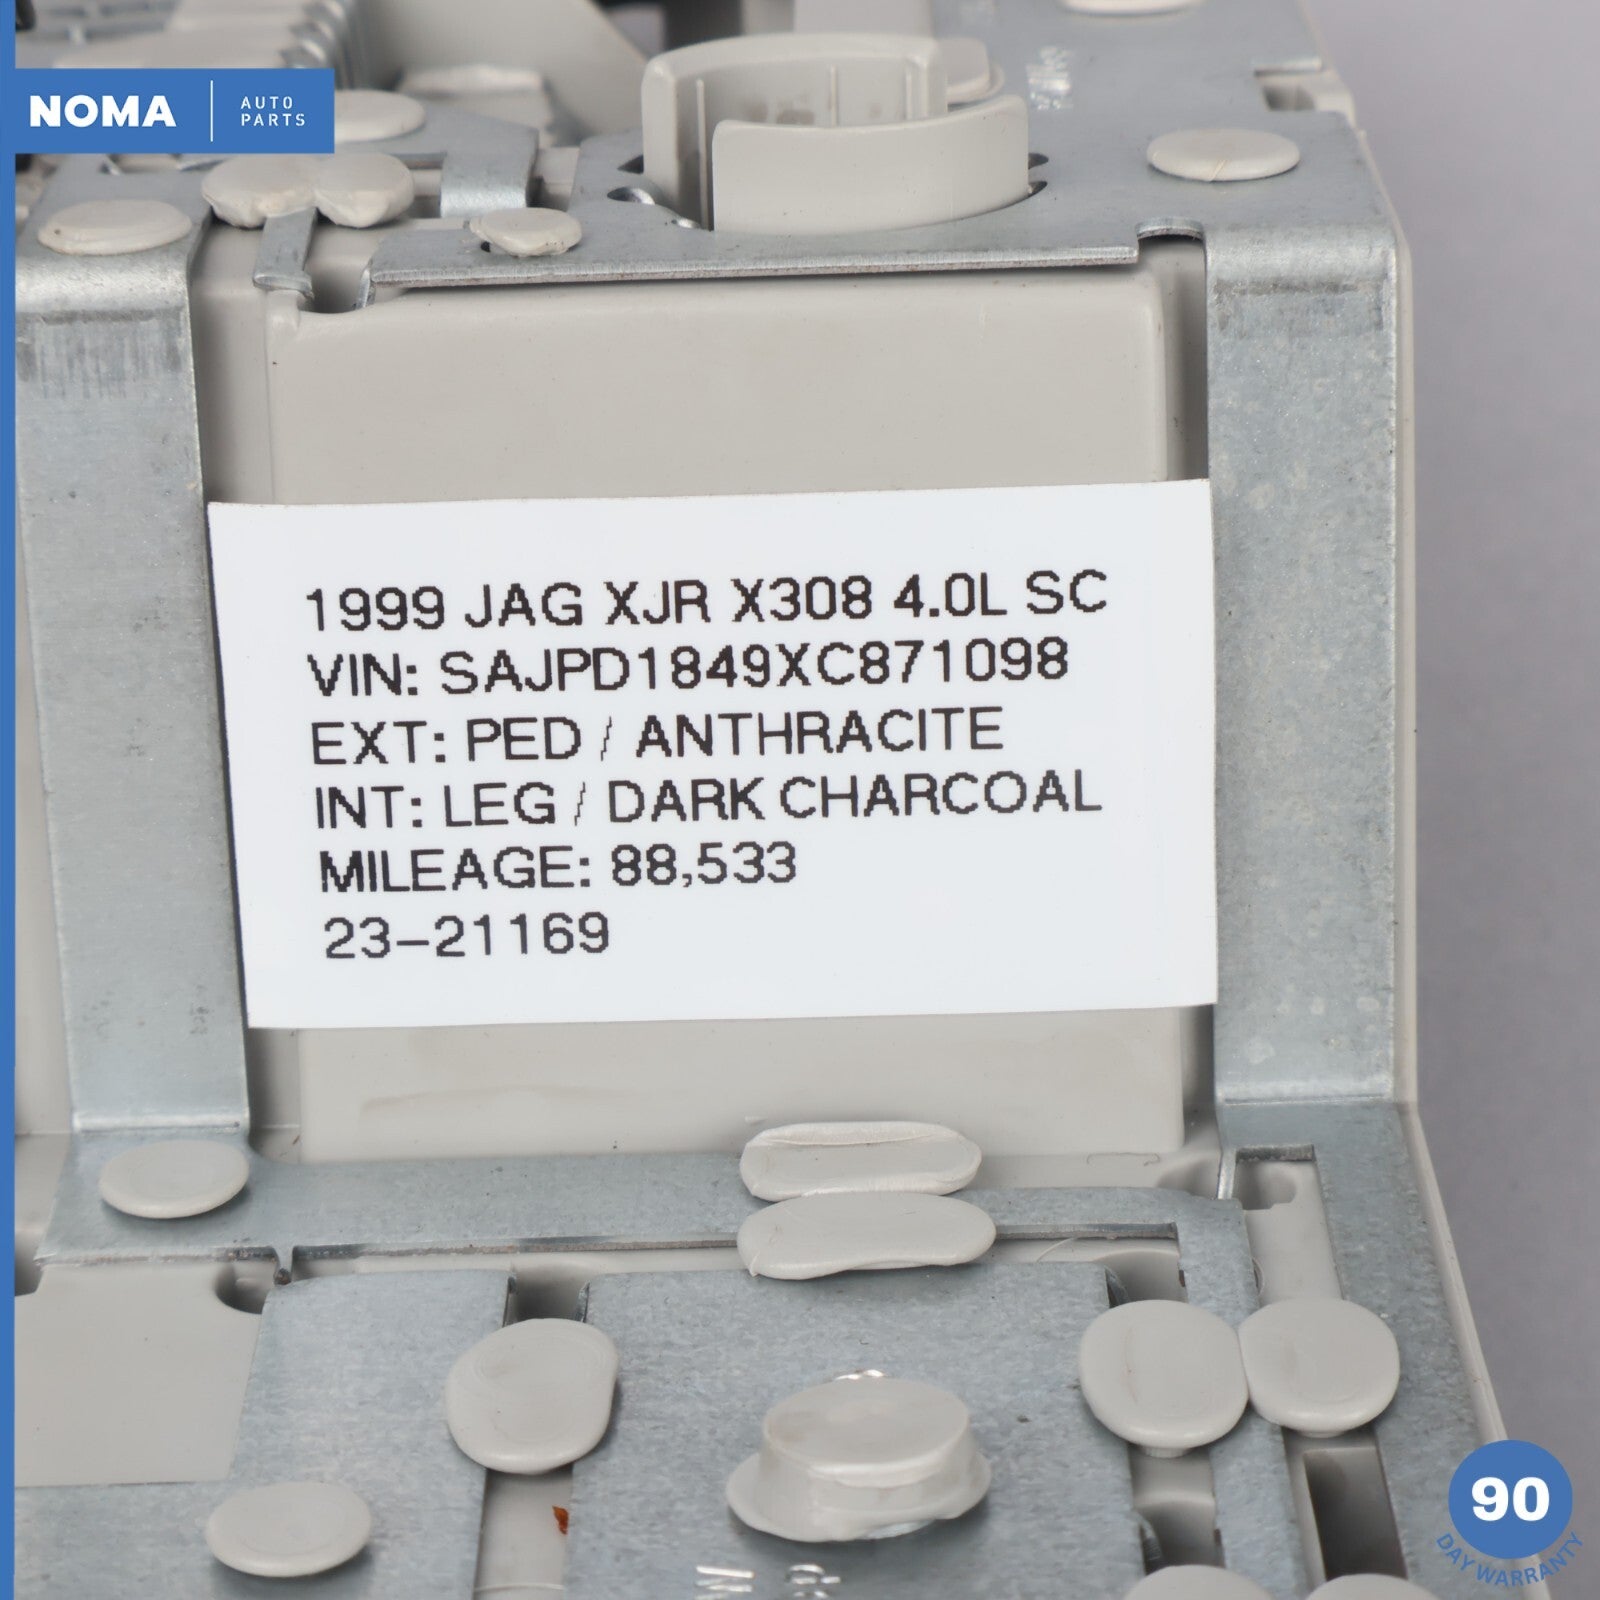 NOMA
AUTO
PARTS
1999 JAG XJR X308 4.0L SC
VIN: SAJPD1849XC871098
EXT: PED / ANTHRACITE
INT: LEG / DARK CHARCOAL
MILEAGE: 88,533
23-21169
90
DAY WARRANTY